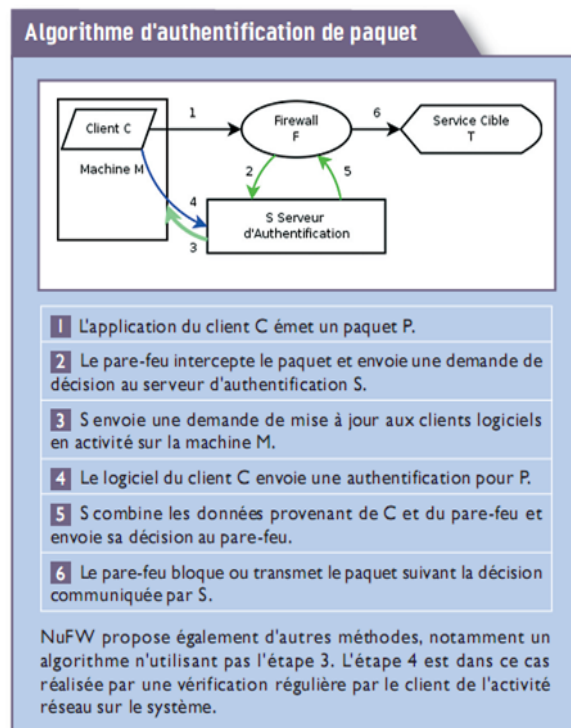 Algorithme d'authentification de paquet
1
6
Client C
Firewall
F
Service Cible
T
Machine M
2
5
4
S Serveur
d'Authentification
3
1 L'application du client C émet un paquet P.
2 Le pare-feu intercepte le paquet et envoie une demande de
décision au serveur d'authentification S.
3 S envoie une demande de mise à jour aux clients logiciels
en activité sur la machine M.
4 Le logiciel du client C envoie une authentification pour P.
5 S combine les données provenant de C et du pare-feu et
envoie sa décision au pare-feu.
6 Le pare-feu bloque ou transmet le paquet suivant la décision
communiquée par S.
NuFW propose également d'autres méthodes, notamment un
algorithme n'utilisant pas l'étape 3. L'étape 4 est dans ce cas
réalisée par une vérification régulière par le client de l'activité
réseau sur le système.